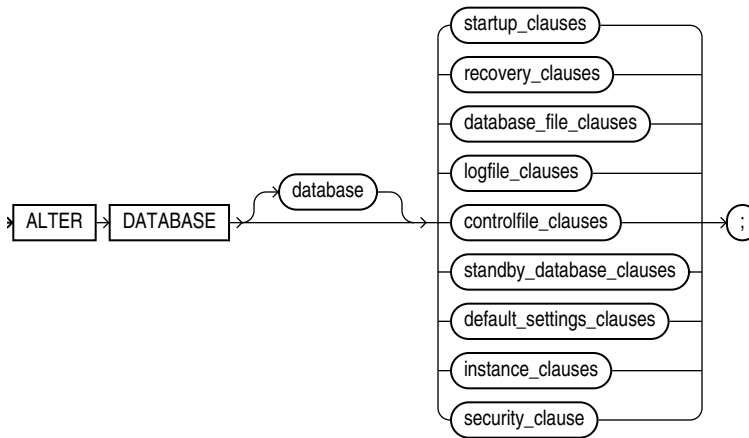 startup_clauses
recovery_clauses
database_file_clauses
logfile_clauses
database
ALTER DATABASE controlfile_clauses ;
standby_database_clauses
default_settings_clauses
instance_clauses
security_clause